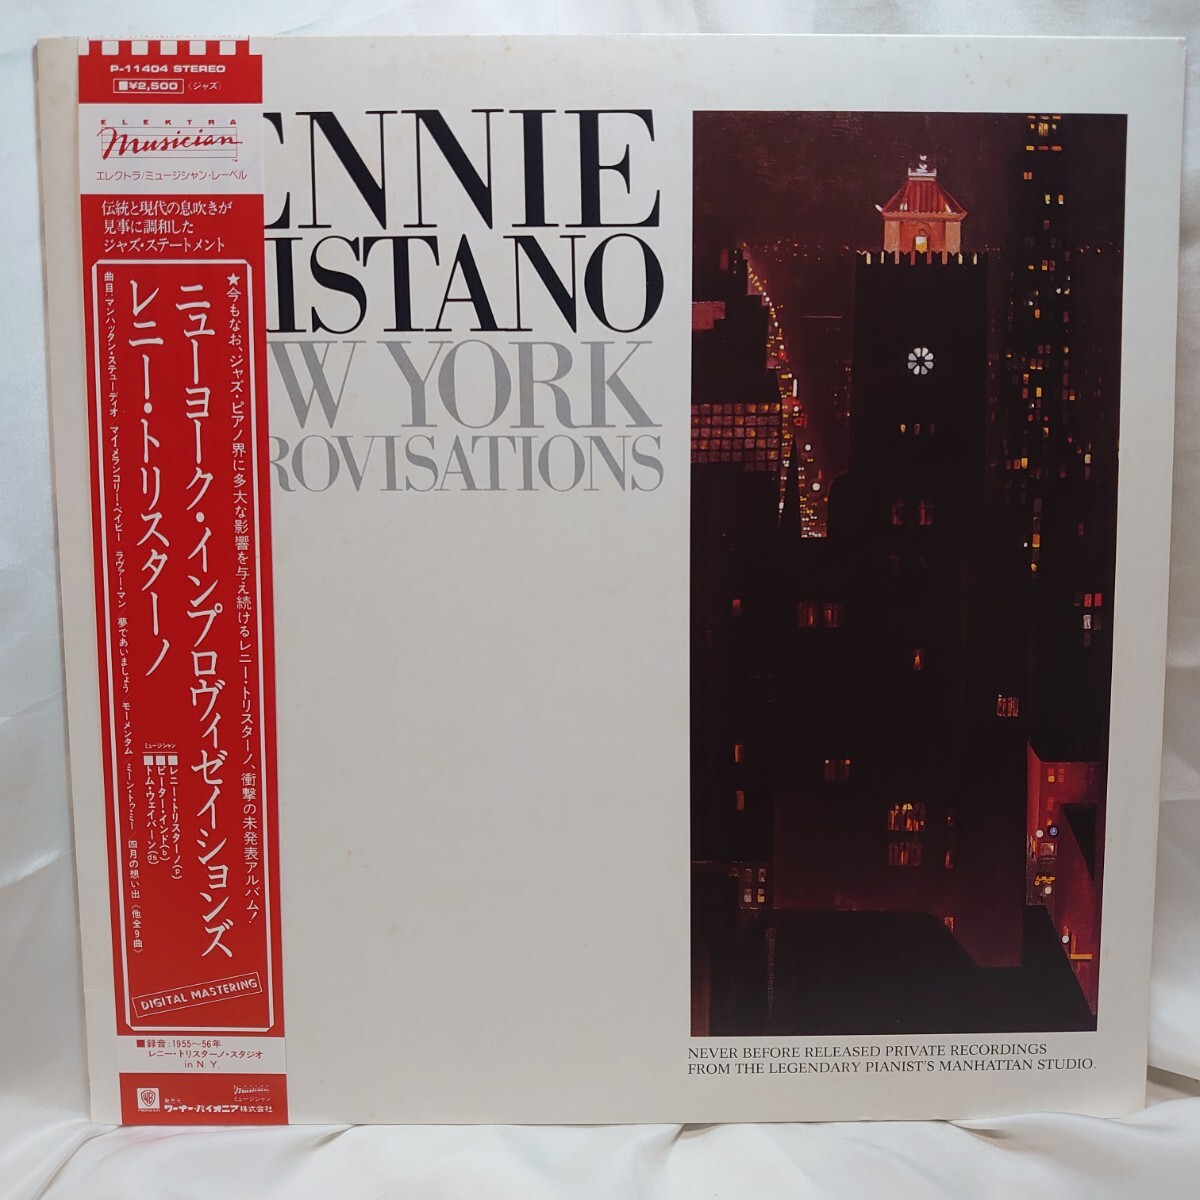 P-11404 STEREO
¥2,500 〈ジャズ〉
ELEKTRA
Musician
エレクトラ/ミュージシャン・レーベル
伝統と現代の息吹きが
見事に調和した
ジャズ・ステートメント
★今もなお、ジャズ・ピアノ界に多大な影響を与え続けるレニー・トリスターノ、衝撃の未発表アルバム!
ニューヨーク・インプロヴィゼイションズ
レニー・トリスターノ
ミュージシャン
■レニー・トリスターノ(p)
■ピーター・インド(b)
■トム・ウェイバーン(ds)
曲目:マンハッタン・ステューディオ/マイ・メランコリー・ベイビー/ラヴァー・マン/夢であいましょう/モーメンタム/ミーン・トゥ・ミー/四月の想い出 (他全9曲)
DIGITAL MASTERING
■録音:1955〜56年
レニー・トリスターノ・スタジオ
in N. Y.
発売元
ワーナー・パイオニア株式会社
Musician
ミュージシャン
ENNIE
ISTANO
W YORK
ROVISATIONS
NEVER BEFORE RELEASED PRIVATE RECORDINGS
FROM THE LEGENDARY PIANIST'S MANHATTAN STUDIO.